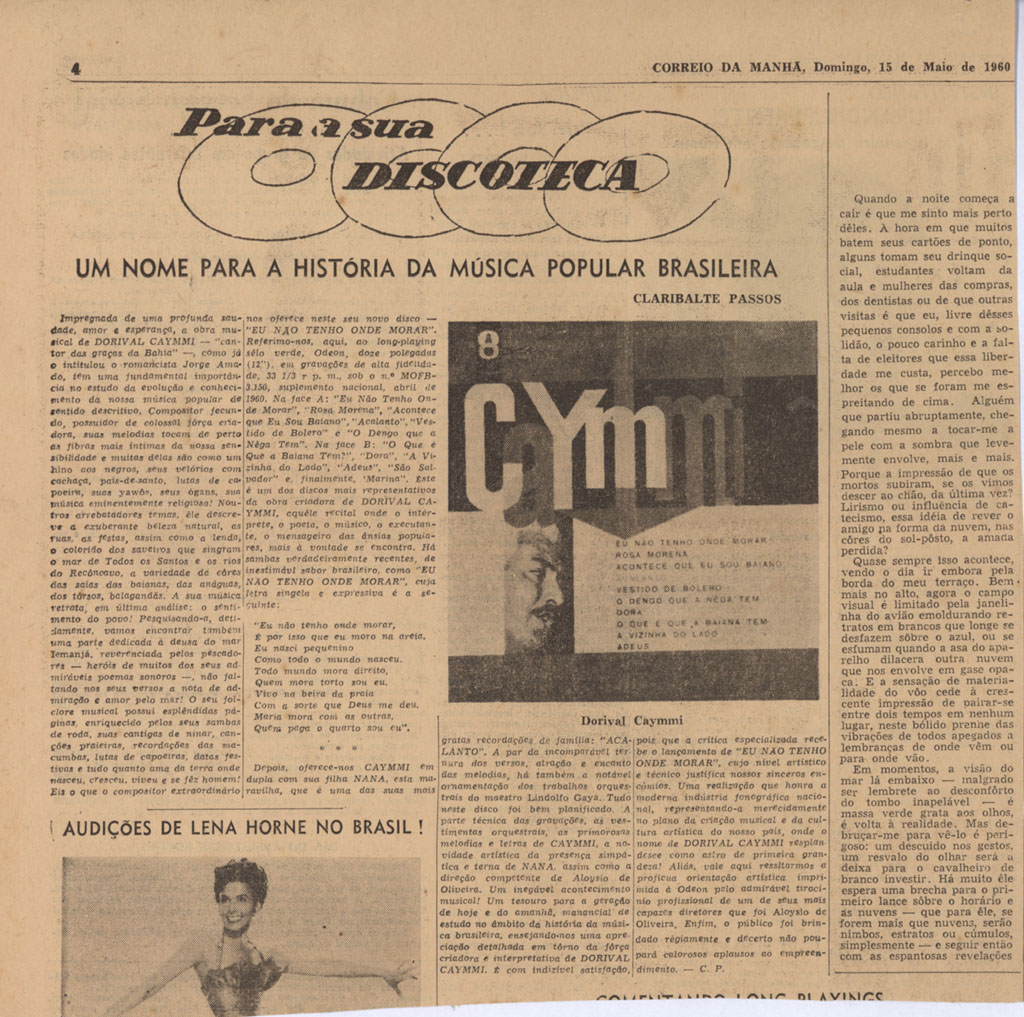 4
CORREIO DA MANHÃ, Domingo, 15 de Maio de 1960
Para a sua
DISCOTECA
UM NOME PARA A HISTÓRIA DA MÚSICA POPULAR BRASILEIRA
CLARIBALTE PASSOS
Impregnada de uma profunda sau-
dade, amor e esperança, a obra mu-
sical de DORIVAL CAYMMI — "can-
tor das graças da Bahia" —, como já
o intitulou o romancista Jorge Ama-
do, têm uma fundamental importân-
cia no estudo da evolução e conheci-
mento da nossa música popular de
sentido descritivo. Compositor fecun-
do, possuidor de colossal fôrça cria-
dora, suas melodias tocam de perto
as fibras mais íntimas da nossa sen-
sibilidade e muitas delas são como um
hino aos negros, seus velórios com
cachaça, pais-de-santo, lutas de ca-
poeira, suas yawôs, seus ógans, sua
música eminentemente religiosa! Nou-
tros arrebatadores temas, êle descre-
ve a exuberante beleza natural, as
ruas, as festas, assim como a lenda,
o colorido dos saveiros que singram
o mar de Todos os Santos e os rios
do Recôncavo, a variedade de côres
das saias das baianas, das anáguas,
dos tôrsos, balagandãs. A sua música
retrata, em última análise: o senti-
mento do povo! Pesquisando-a, deti-
damente, vamos encontrar também
uma parte dedicada à deusa do mar
Iemanjá, reverenciada pelos pescado-
res — heróis de muitos dos seus ad-
miráveis poemas sonoros —, não fal-
tando nos seus versos a nota de ad-
miração e amor pelo mar! O seu fol-
clore musical possui esplêndidas pá-
ginas, enriquecido pelos seus sambas
de roda, suas cantigas de ninar, can-
ções praieiras, recordações das ma-
cumbas, lutas de capoeiras, datas fes-
tivas e tudo quanto ama da terra onde
nasceu, cresceu, viveu e se fêz homem!
Eis o que o compositor extraordinário
nos oferece neste seu novo disco —
"EU NÃO TENHO ONDE MORAR".
Referimo-nos, aqui, ao long-playing
sêlo verde, Odeon, doze polegadas
(12"), em gravações de alta fidelida-
de, 33 1/3 r p. m., sob o n.º MOFB-
3.150, suplemento nacional, abril de
1960. Na face A: "Eu Não Tenho On-
de Morar", "Rosa Morena", "Acontece
que Eu Sou Baiano", "Acalanto", "Ves-
tido de Bolero" e "O Dengo que a
Nêga Tem". Na face B: "O Que é
Que a Baiana Tem?", "Dora", "A Vi-
zinha do Lado", "Adeus", "São Sal-
vador" e, finalmente, "Marina". Êste
é um dos discos mais representativos
da obra criadora de DORIVAL CA-
YMMI, aquêle recital onde o intér-
prete, o poeta, o músico, o executan-
te, o mensageiro das ânsias popula-
res, mais à vontade se encontra. Há
sambas verdadeiramente recentes, de
inestimável sabor brasileiro, como "EU
NÃO TENHO ONDE MORAR", cuja
letra singela e expressiva é a se-
guinte:
"Eu não tenho onde morar,
É por isso que eu moro na areia.
Eu nasci pequenino
Como todo o mundo nasceu.
Todo mundo mora direito,
Quem mora torto sou eu.
Vivo na beira da praia
Com a sorte que Deus me deu.
Maria mora com as outras,
Quem paga o quarto sou eu".
* * *
Depois, oferece-nos CAYMMI em
dupla com sua filha NANA, esta ma-
ravilha, que é uma das suas mais
8
CaYmmi
EU NÃO TENHO ONDE MORAR
ROSA MORENA
ACONTECE QUE EU SOU BAIANO
VESTIDO DE BOLERO
O DENGO QUE A NÊGA TEM
DORA
O QUE É QUE A BAIANA TEM
A VIZINHA DO LADO
ADEUS
Dorival Caymmi
gratas recordações de família: "ACA-
LANTO". A par da incomparável ter-
nura dos versos, atração e encanto
das melodias, há também a notável
ornamentação dos trabalhos orques-
trais do maestro Lindolfo Gaya. Tudo
neste disco foi bem planificado. A
parte técnica das gravações, as ves-
timentas orquestrais, as primorosas
melodias e letras de CAYMMI, a no-
vidade artística da presença simpá-
tica e terna de NANA, assim como a
direção competente de Aloysio de
Oliveira. Um inegável acontecimento
musical! Um tesouro para a geração
de hoje e do amanhã, manancial de
estudo no âmbito da história da músi-
ca brasileira, ensejando-nos uma apre-
ciação detalhada em tôrno da fôrça
criadora e interpretativa de DORIVAL
CAYMMI. É com indizível satisfação,
pois que a crítica especializada rece-
be o lançamento de "EU NÃO TENHO
ONDE MORAR", cujo nível artístico
e técnico justifica nossos sinceros en-
cômios. Uma realização que honra a
moderna indústria fonográfica nacio-
nal, representando-a merecidamente
no plano da criação musical e da cul-
tura artística do nosso país, onde o
nome de DORIVAL CAYMMI resplan-
desce como astro de primeira gran-
deza! Aliás, vale aqui ressaltarmos a
profícua orientação artística impri-
mida à Odeon pelo admirável tiroci-
nio profissional de um de seus mais
capazes diretores que foi Aloysio de
Oliveira, Enfim, o público foi brin-
dado règiamente e decerto não pou-
pará calorosos aplausos ao empreen-
dimento. — C. P.
AUDIÇÕES DE LENA HORNE NO BRASIL !
COMENTANDO LONG PLAYINGS
Quando a noite começa a
cair é que me sinto mais perto
dêles. A hora em que muitos
batem seus cartões de ponto,
alguns tomam seu drinque so-
cial, estudantes voltam da
aula e mulheres das compras,
dos dentistas ou de que outras
visitas é que eu, livre dêsses
pequenos consolos e com a so-
lidão, o pouco carinho e a fal-
ta de eleitores que essa liber-
dade me custa, percebo me-
lhor os que se foram me es-
preitando de cima. Alguém
que partiu abruptamente, che-
gando mesmo a tocar-me a
pele com a sombra que leve-
mente envolve, mais e mais.
Porque a impressão de que os
mortos subiram, se os vimos
descer ao chão, da última vez?
Lirismo ou influência de ca-
tecismo, essa idéia de rever o
amigo na forma da nuvem, nas
côres do sol-pôsto, a amada
perdida?
Quase sempre isso acontece,
vendo o dia ir embora pela
borda do meu terraço. Bem
mais no alto, agora o campo
visual é limitado pela janeli-
nha do avião emoldurando re-
tratos em brancos que longe se
desfazem sôbre o azul, ou se
esfumam quando a asa do apa-
relho dilacera outra nuvem
que nos envolve em gase opa-
ca. E a sensação de materia-
lidade do vôo cede à cres-
cente impressão de pairar-se
entre dois tempos em nenhum
lugar, neste bólido prenhe das
vibrações de todos apegados a
lembranças de onde vêm ou
para onde vão.
Em momentos, a visão do
mar lá embaixo — malgrado
ser lembrete ao desconfôrto
do tombo inapelável — é
massa verde grata aos olhos,
é volta à realidade. Mas de-
bruçar-me para vê-lo é peri-
goso: um descuido nos gestos,
um resvalo do olhar será a
deixa para o cavalheiro de
branco investir. Há muito êle
espera uma brecha para o pri-
meiro lance sôbre o horário e
as nuvens — que para êle, se
forem mais que nuvens, serão
nimbos, estratos ou cúmulos,
simplesmente — e seguir então
com as espantosas revelações